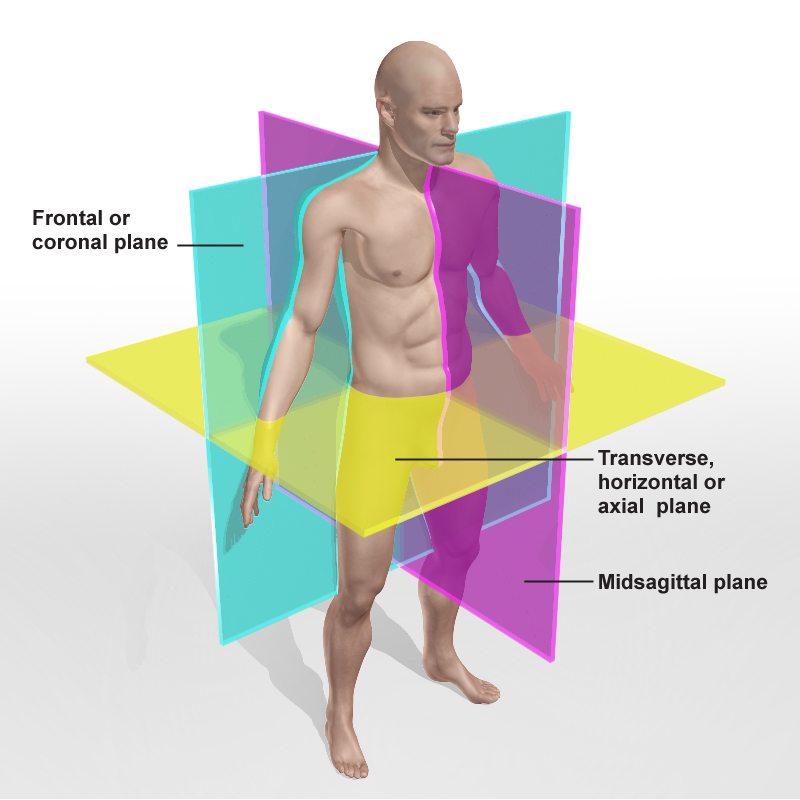 Frontal or
coronal plane
Transverse,
horizontal or
axial plane
Midsagittal plane